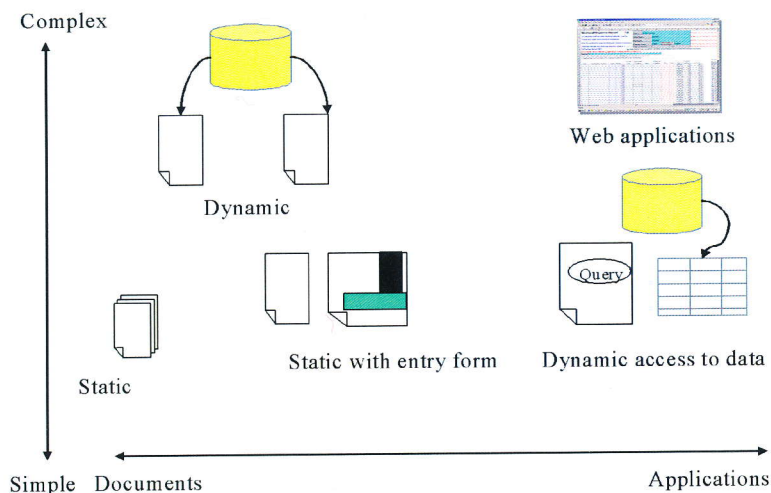 Complex
Web applications
Dynamic
Query
Static with entry form
Dynamic access to data
Static
Simple
Documents
Applications